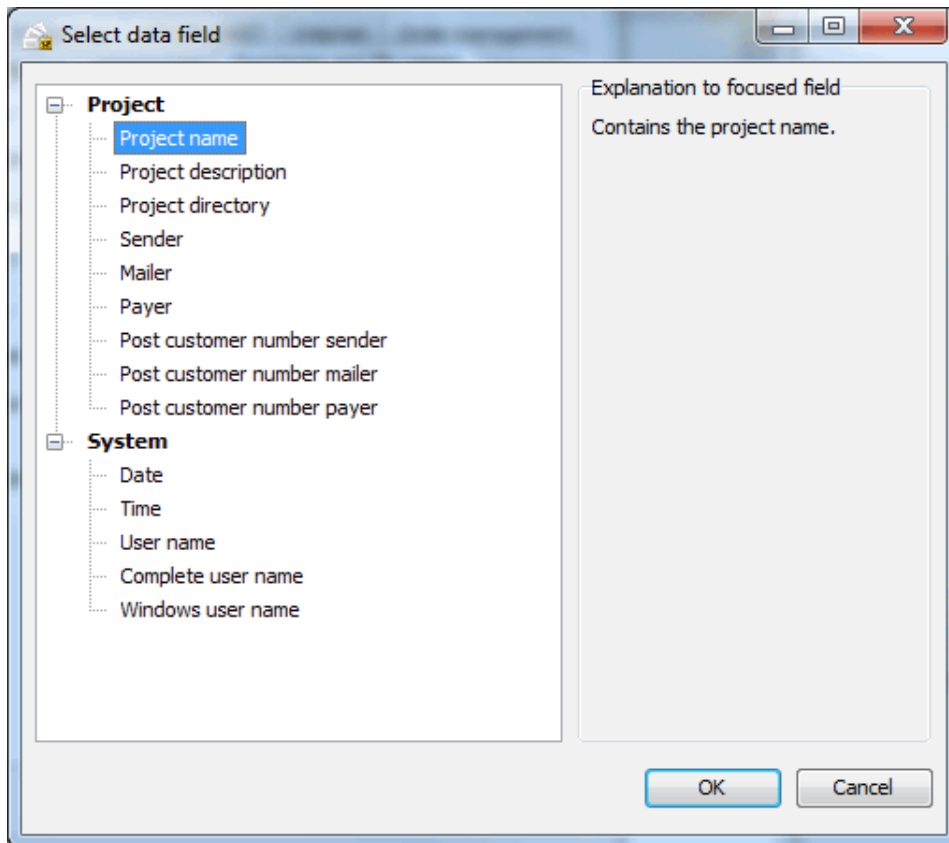 Select data field
Project
Project name
Project description
Project directory
Sender
Mailer
Payer
Post customer number sender
Post customer number mailer
Post customer number payer
System
Date
Time
User name
Complete user name
Windows user name
Explanation to focused field
Contains the project name.
OK
Cancel